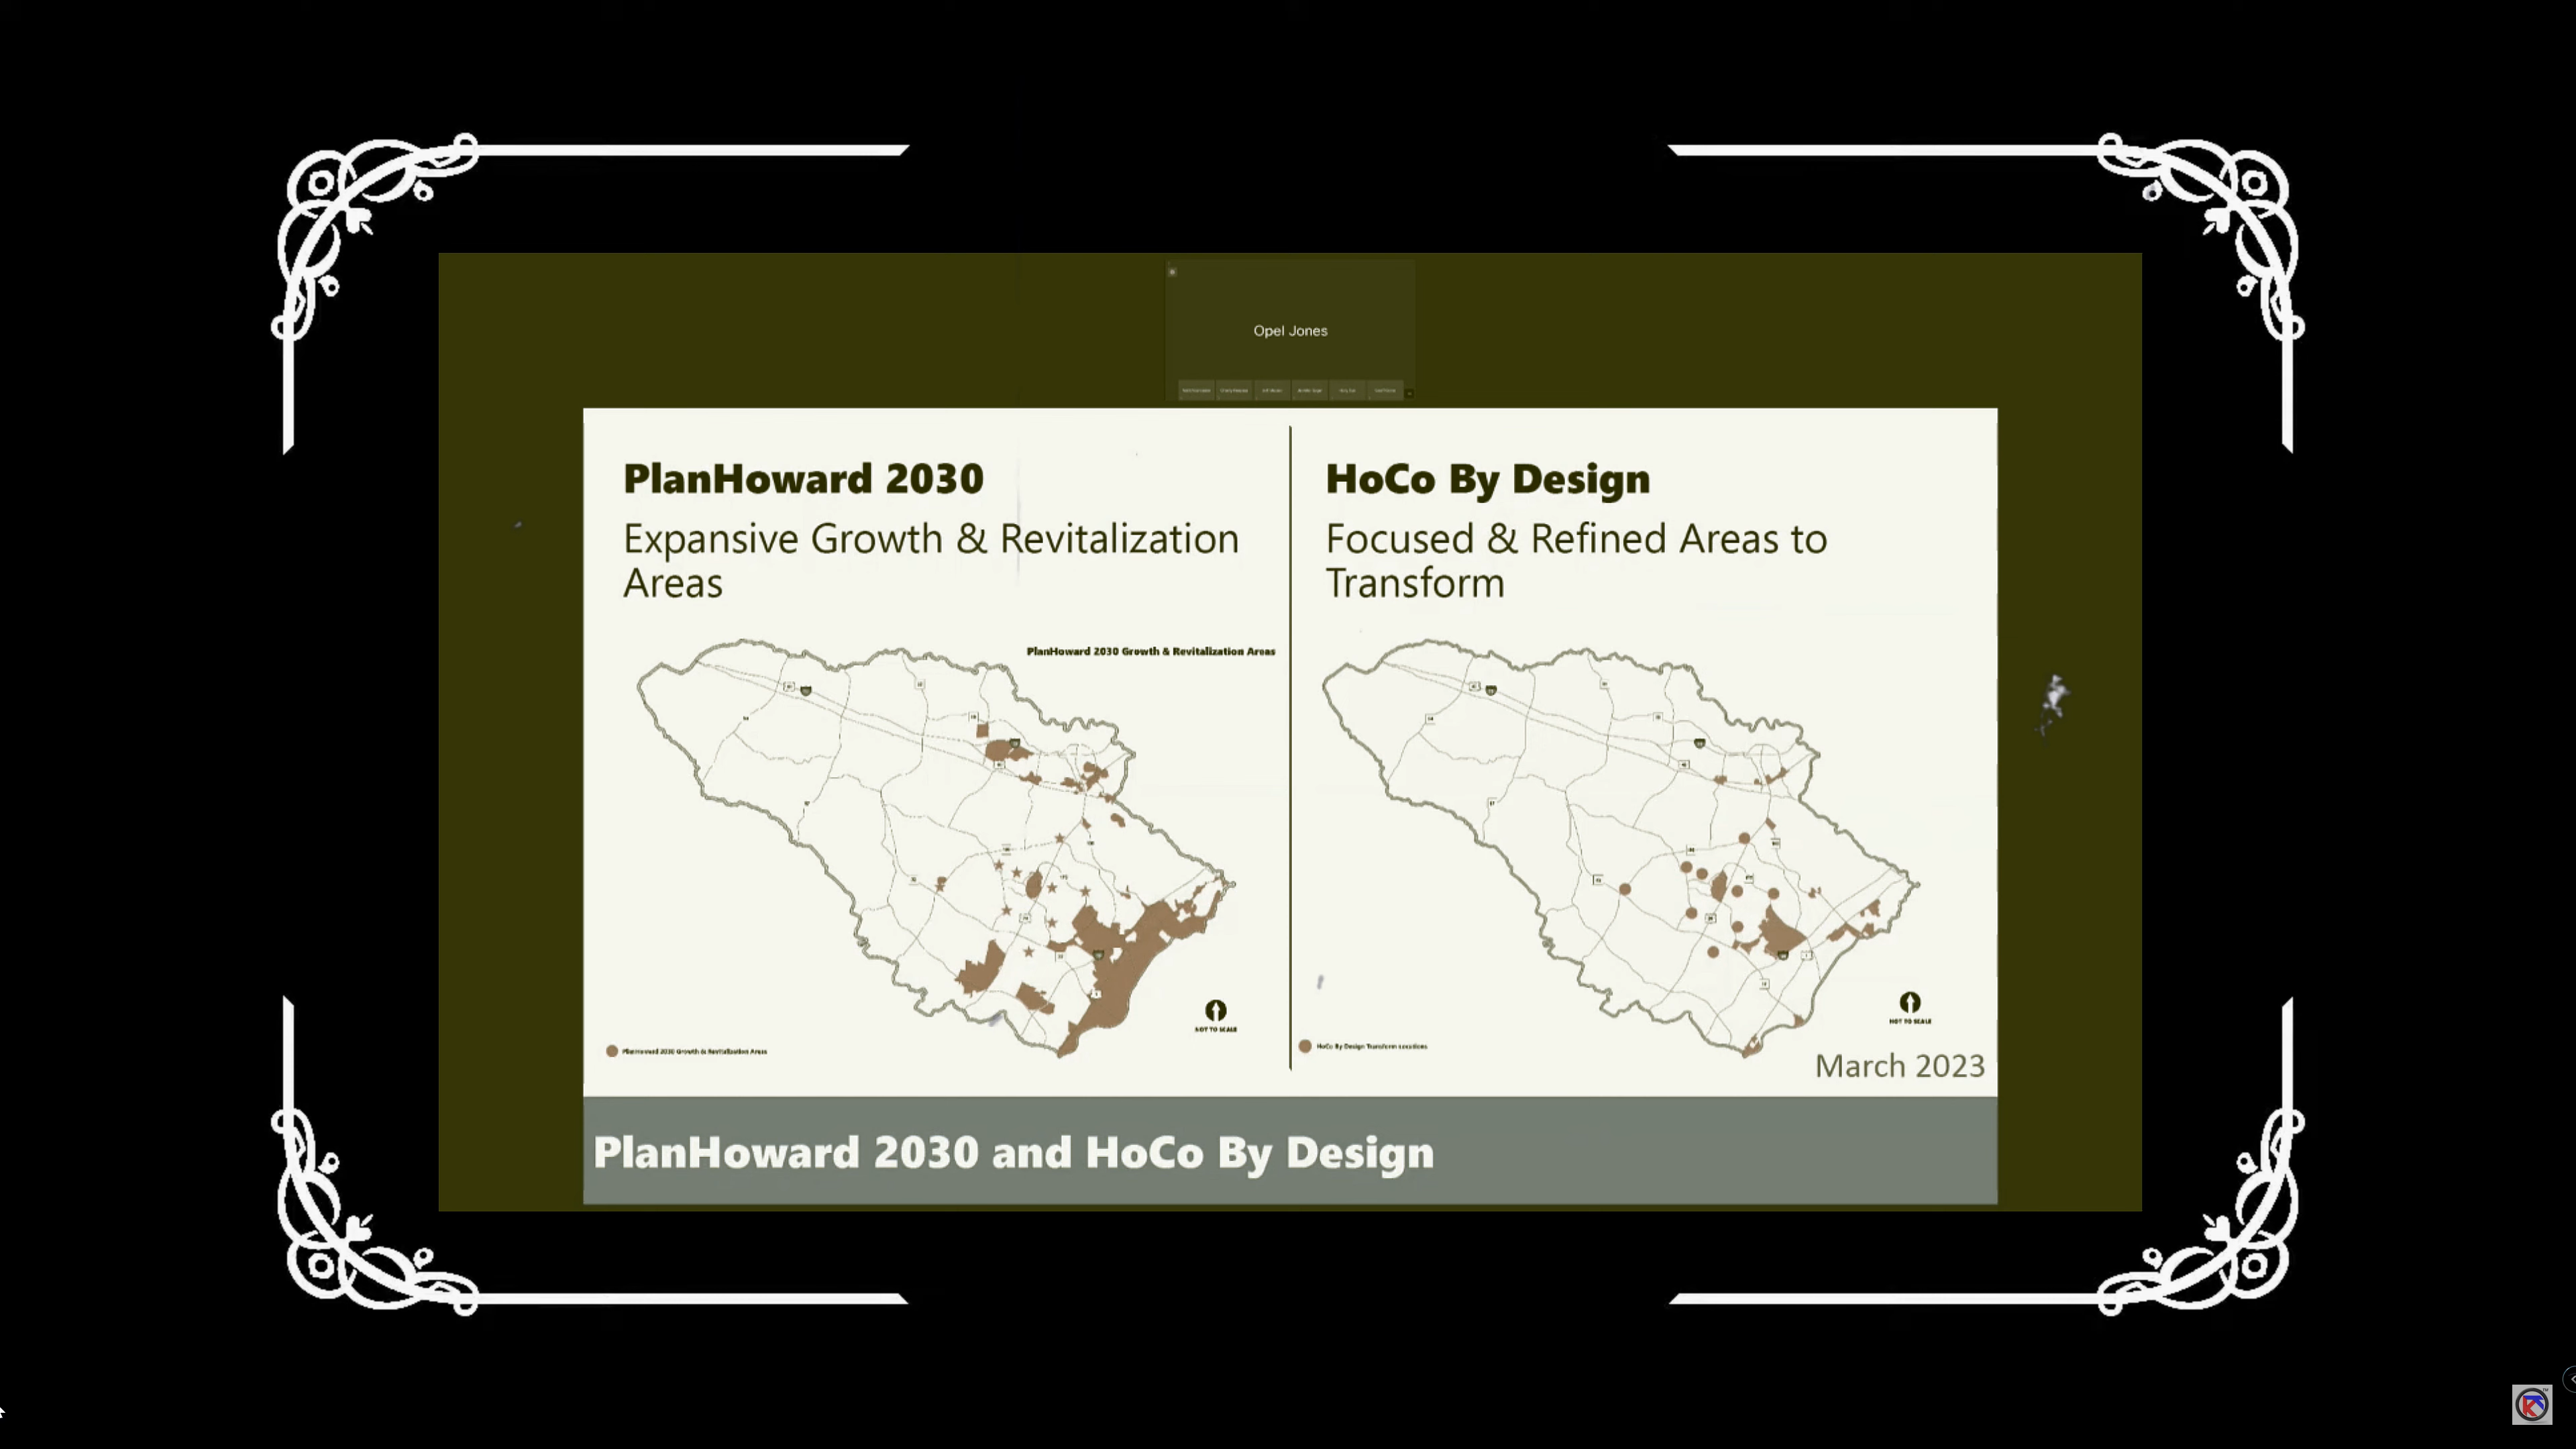 Opel Jones
PlanHoward 2030
Expansive Growth & Revitalization
Areas
PlanHoward 2030 Growth & Revitalization Areas
NOT TO SCALE
PlanHoward 2030 Growth & Revitalization Areas
HoCo By Design
Focused & Refined Areas to
Transform
NOT TO SCALE
HoCo By Design Transform Locations
March 2023
PlanHoward 2030 and HoCo By Design